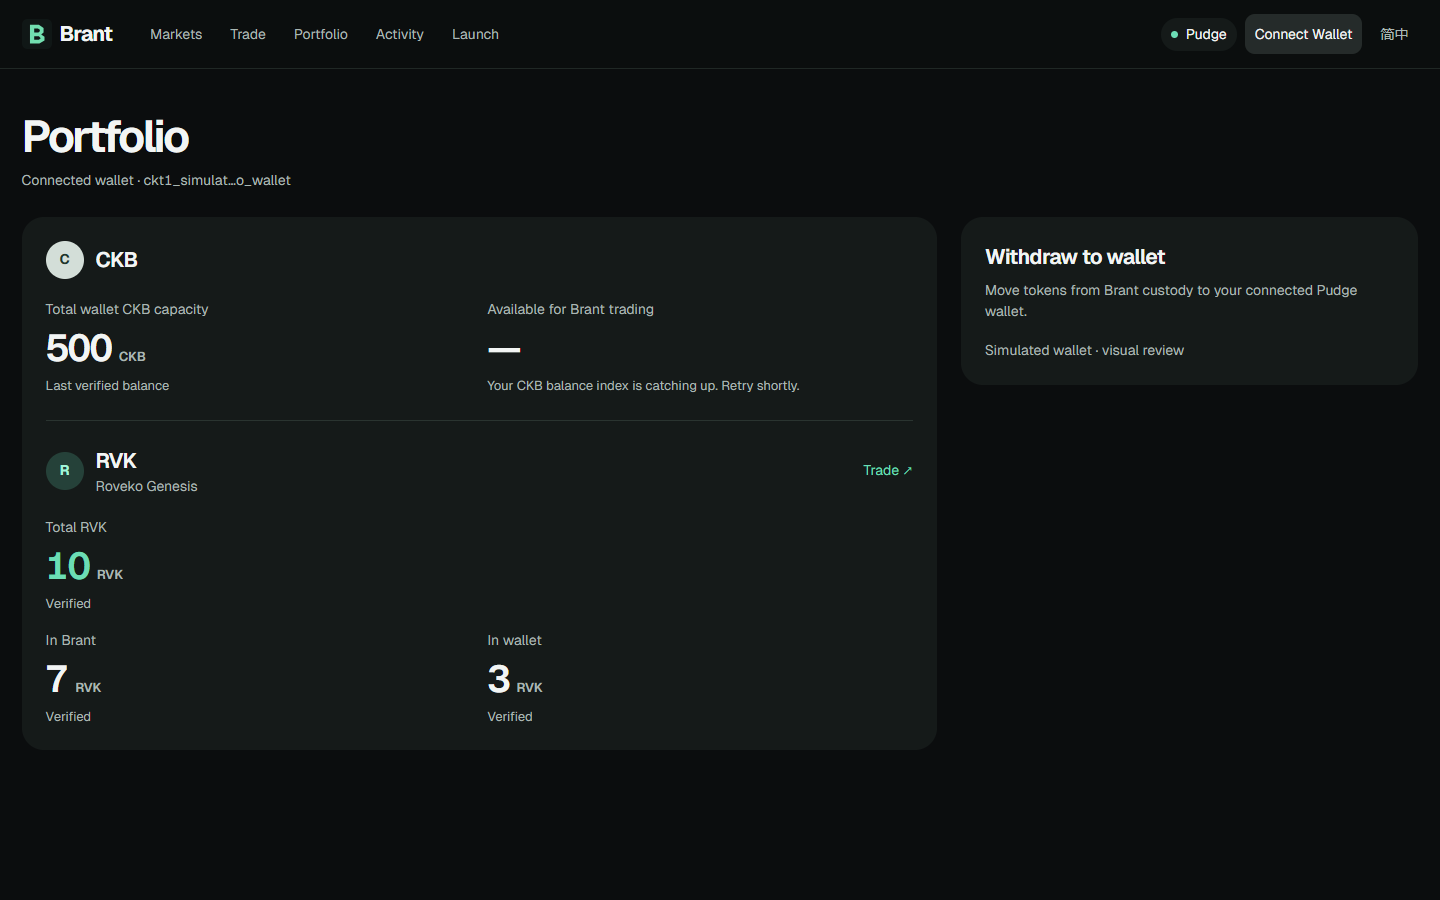 B Brant
Markets
Trade
Portfolio
Activity
Launch
Pudge
Connect Wallet
简中
Portfolio
Connected wallet · ckt1_simulat…o_wallet
C
CKB
Total wallet CKB capacity
500 CKB
Last verified balance
Available for Brant trading
—
Your CKB balance index is catching up. Retry shortly.
R
RVK
Roveko Genesis
Trade ↗
Total RVK
10 RVK
Verified
In Brant
7 RVK
Verified
In wallet
3 RVK
Verified
Withdraw to wallet
Move tokens from Brant custody to your connected Pudge
wallet.
Simulated wallet · visual review